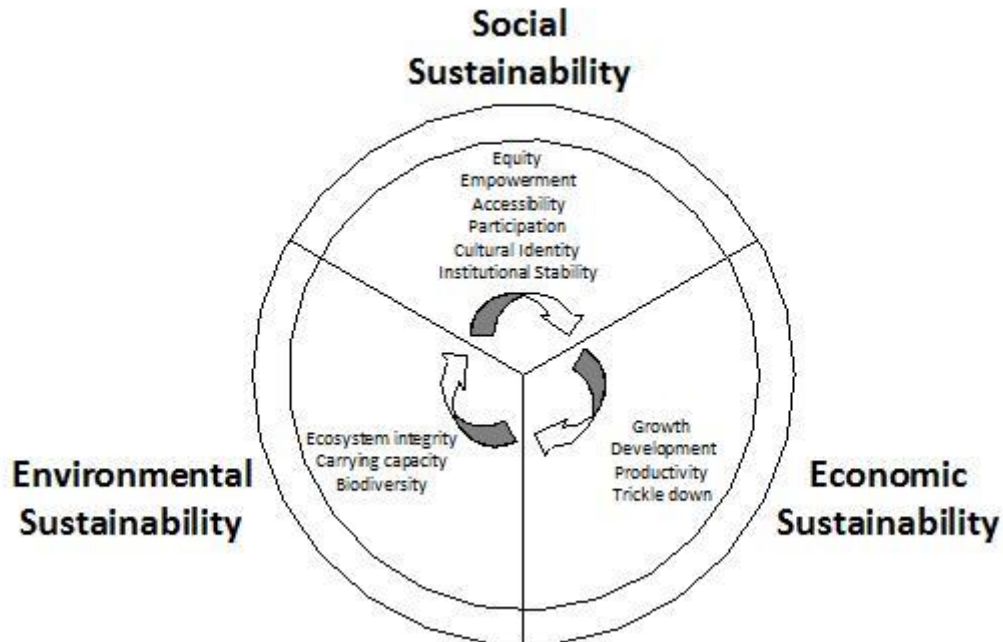 Social
Sustainability
Equity
Empowerment
Accessibility
Participation
Cultural Identity
Institutional Stability
Ecosystem integrity
Carrying capacity
Biodiversity
Growth
Development
Productivity
Trickle down
Environmental
Sustainability
Economic
Sustainability